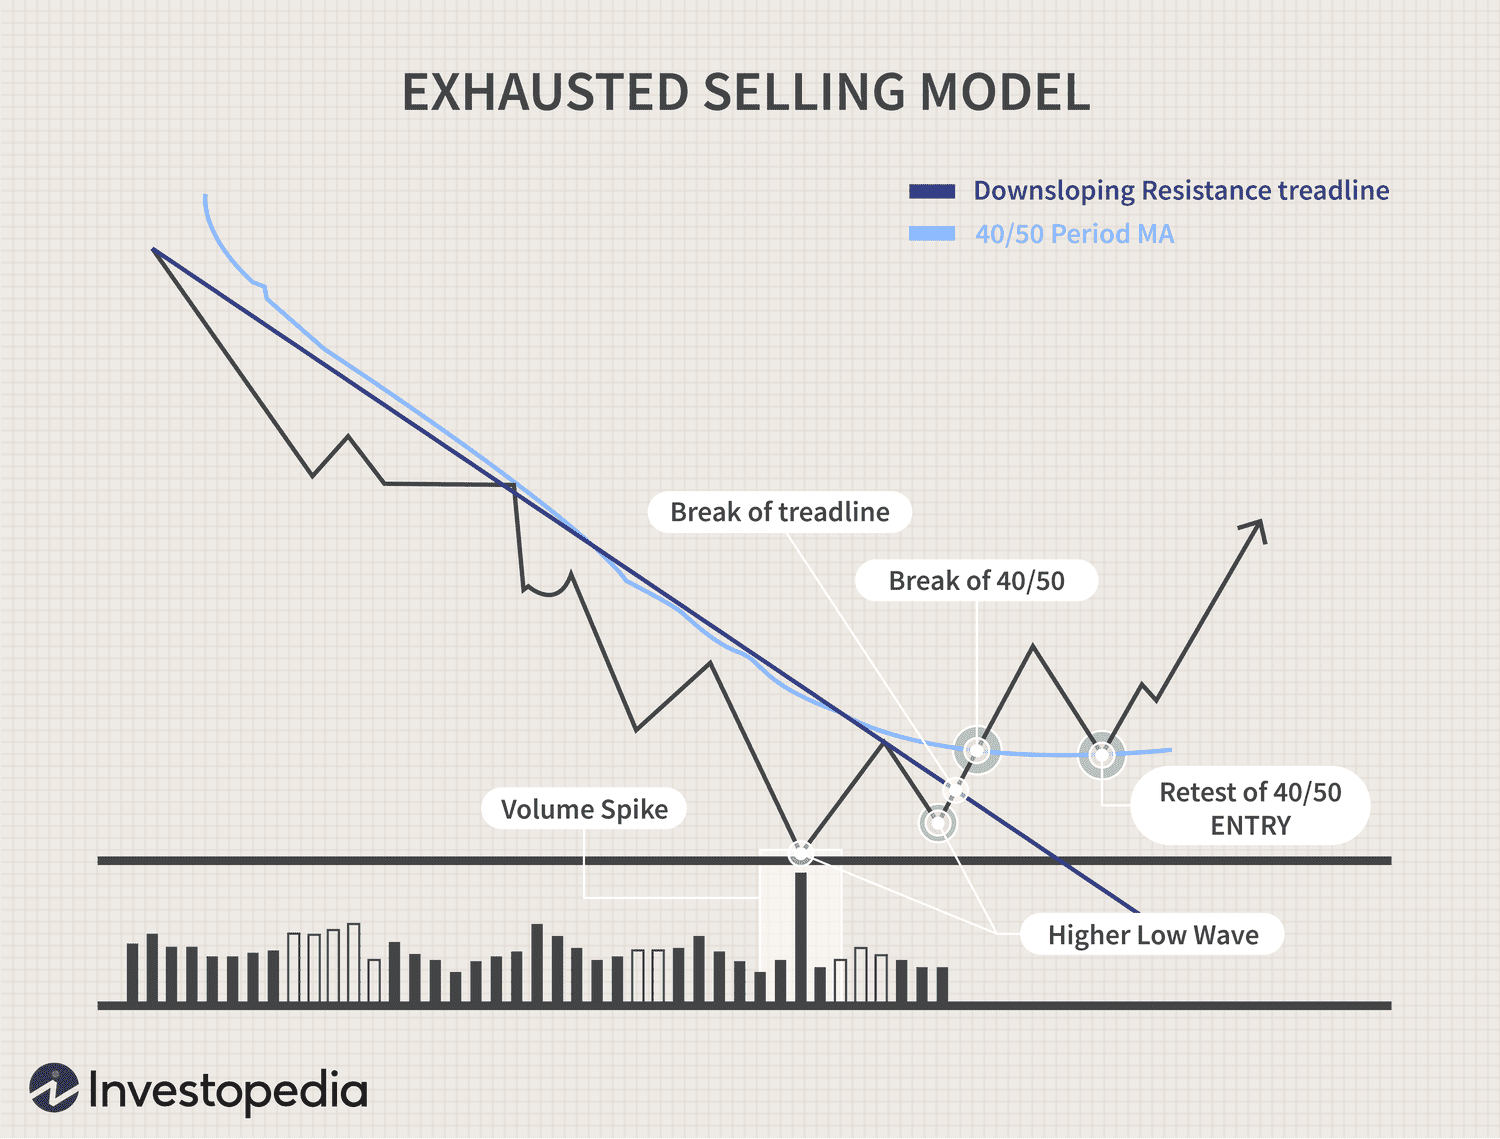 EXHAUSTED SELLING MODEL
Downsloping Resistance treadline
40/50 Period MA
Break of treadline
Break of 40/50
Volume Spike
Retest of 40/50
ENTRY
Higher Low Wave
Investopedia